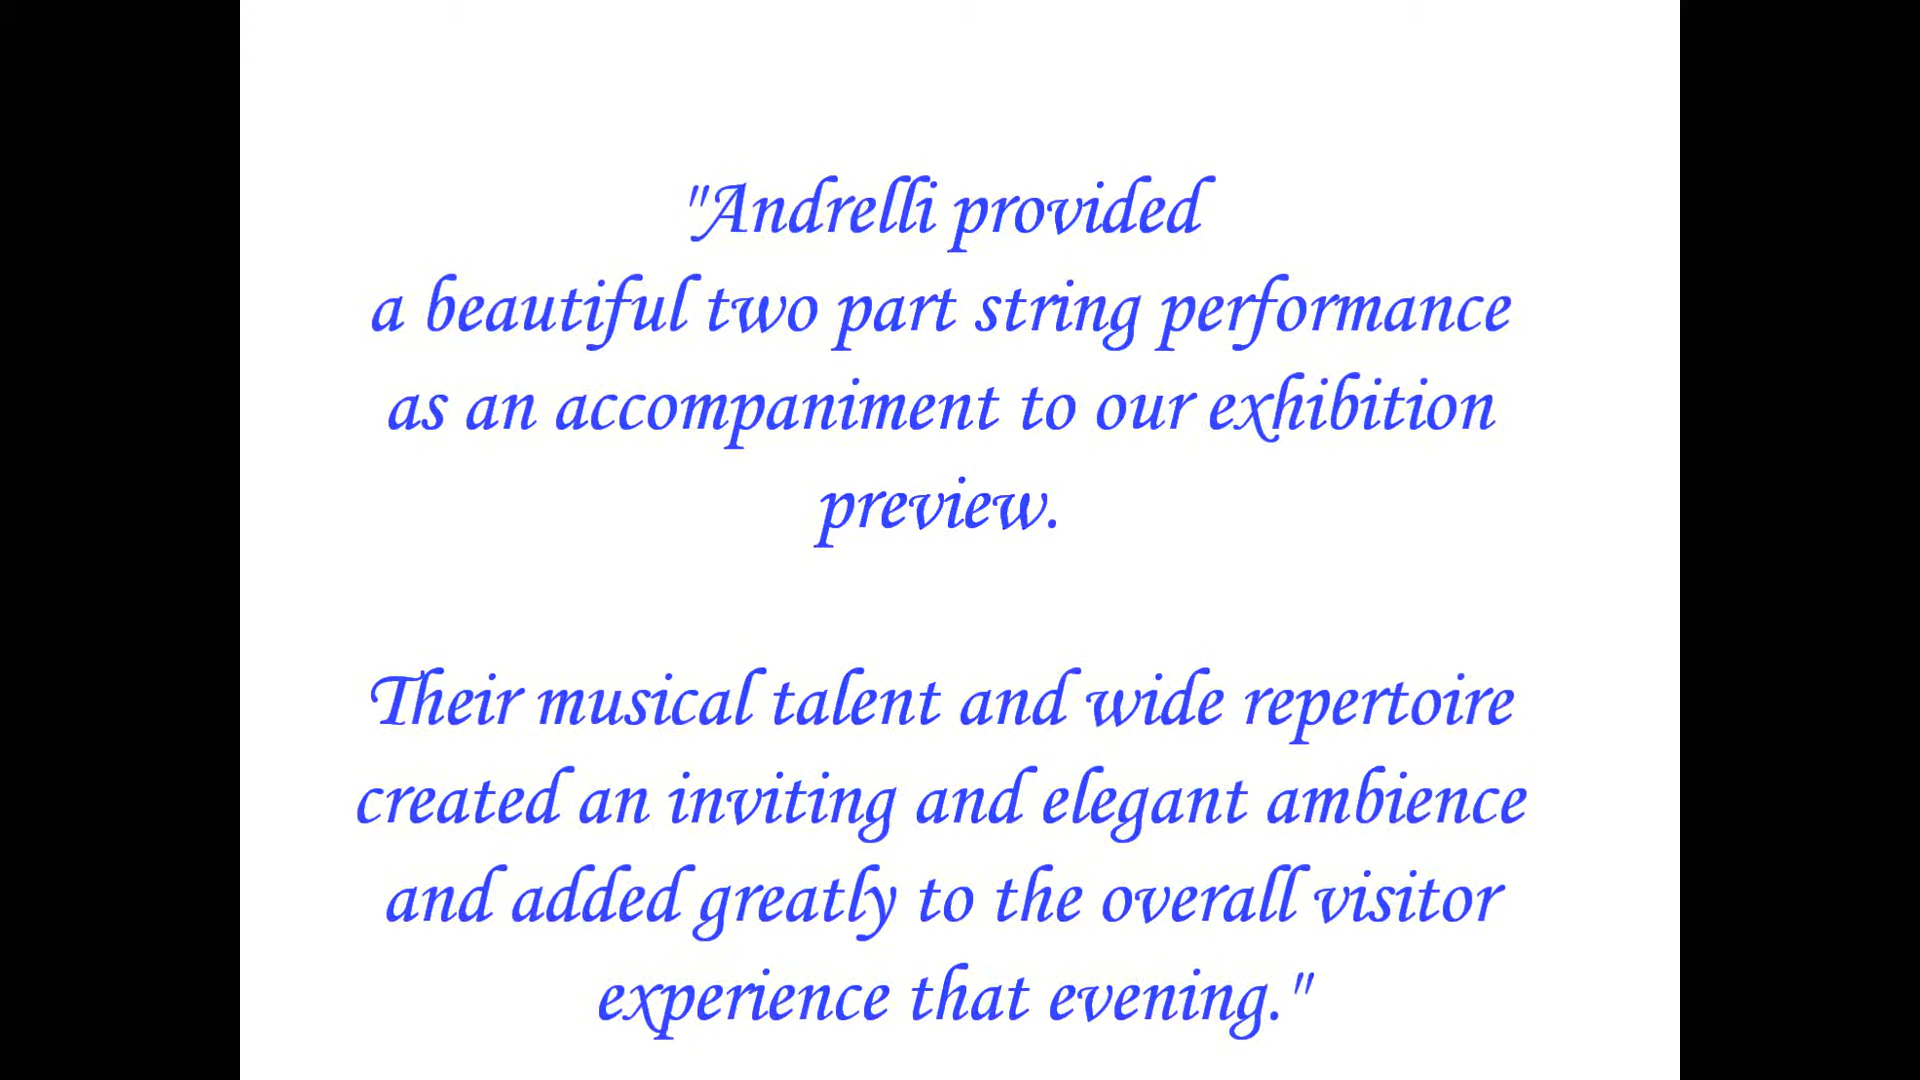 "Andrelli provided
a beautiful two part string performance
as an accompaniment to our exhibition
preview.
Their musical talent and wide repertoire
created an inviting and elegant ambience
and added greatly to the overall visitor
experience that evening."